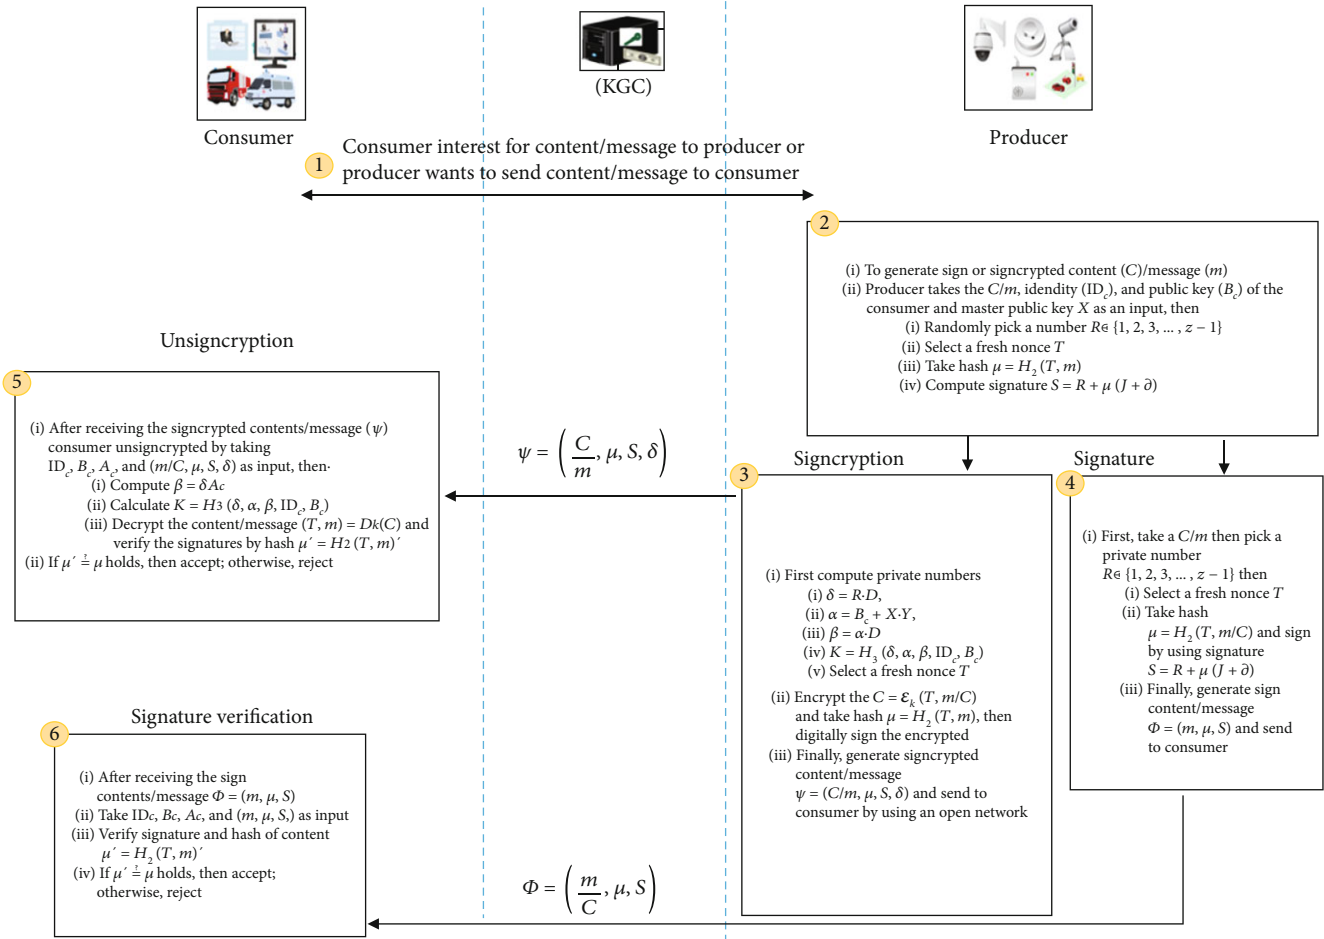 Consumer
(KGC)
Producer
1
Consumer interest for content/message to producer or
producer wants to send content/message to consumer
2
(i) To generate sign or signcrypted content (C)/message (m)
(ii) Producer takes the C/m, idendity (ID_c), and public key (B_c) of the
consumer and master public key X as an input, then
(i) Randomly pick a number R∈ {1, 2, 3, ... , z − 1}
(ii) Select a fresh nonce T
(iii) Take hash μ = H_2 (T, m)
(iv) Compute signature S = R + μ (J + ∂)
Unsigncryption
5
(i) After receiving the signcrypted contents/message (ψ)
consumer unsigncrypted by taking
ID_c, B_c, A_c, and (m/C, μ, S, δ) as input, then·
(i) Compute β = δAc
(ii) Calculate K = H3 (δ, α, β, ID_c, B_c)
(iii) Decrypt the content/message (T, m) = Dk(C) and
verify the signatures by hash μ′ = H2 (T, m)′
(ii) If μ′ ≟ μ holds, then accept; otherwise, reject
ψ = (C/m, μ, S, δ)
Signcryption
3
(i) First compute private numbers
(i) δ = R·D,
(ii) α = B_c + X·Y,
(iii) β = α·D
(iv) K = H_3 (δ, α, β, ID_c, B_c)
(v) Select a fresh nonce T
(ii) Encrypt the C = ε_k (T, m/C)
and take hash μ = H_2 (T, m), then
digitally sign the encrypted
(iii) Finally, generate signcrypted
content/message
ψ = (C/m, μ, S, δ) and send to
consumer by using an open network
Signature
4
(i) First, take a C/m then pick a
private number
R∈ {1, 2, 3, ... , z − 1} then
(i) Select a fresh nonce T
(ii) Take hash
μ = H_2 (T, m/C) and sign
by using signature
S = R + μ (J + ∂)
(iii) Finally, generate sign
content/message
Φ = (m, μ, S) and send
to consumer
Signature verification
6
(i) After receiving the sign
contents/message Φ = (m, μ, S)
(ii) Take IDc, Bc, Ac, and (m, μ, S,) as input
(iii) Verify signature and hash of content
μ′ = H_2 (T, m)′
(iv) If μ′ ≟ μ holds, then accept;
otherwise, reject
Φ = (m/C, μ, S)